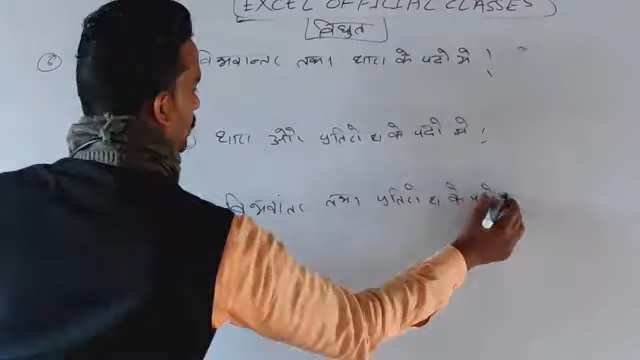 EXCEL OFFICIAL CLASSES
विद्युत
विभवान्तर तथा धारा के पदों में !
धारा और प्रतिरोध के पदों में !
विभवांतर तथा प्रतिरोध के